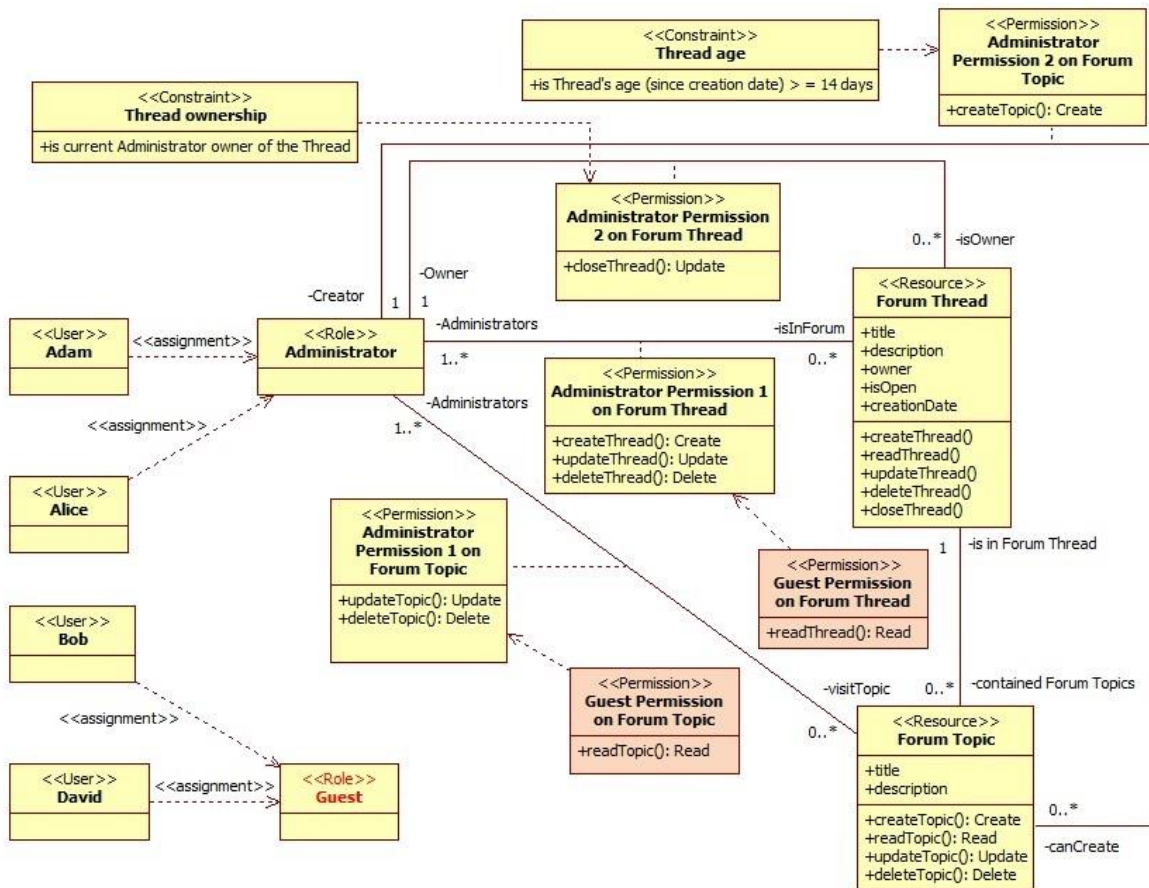 <<Constraint>>
Thread age
+is Thread's age (since creation date) > = 14 days
<<Permission>>
Administrator
Permission 2 on Forum
Topic
+createTopic(): Create
<<Constraint>>
Thread ownership
+is current Administrator owner of the Thread
<<Permission>>
Administrator Permission
2 on Forum Thread
+closeThread(): Update
0..*
-isOwner
-Owner
-Creator
1
1
<<User>>
Adam
<<assignment>>
<<Role>>
Administrator
-Administrators
1..*
-isInForum
0..*
<<Resource>>
Forum Thread
+title
+description
+owner
+isOpen
+creationDate
+createThread()
+readThread()
+updateThread()
+deleteThread()
+closeThread()
<<Permission>>
Administrator Permission 1
on Forum Thread
+createThread(): Create
+updateThread(): Update
+deleteThread(): Delete
-Administrators
1..*
<<assignment>>
<<User>>
Alice
<<Permission>>
Administrator
Permission 1 on
Forum Topic
+updateTopic(): Update
+deleteTopic(): Delete
1
-is in Forum Thread
<<Permission>>
Guest Permission
on Forum Thread
+readThread(): Read
<<User>>
Bob
<<Permission>>
Guest Permission
on Forum Topic
+readTopic(): Read
-visitTopic
0..*
0..*
-contained Forum Topics
<<assignment>>
<<User>>
David
<<assignment>>
<<Role>>
Guest
<<Resource>>
Forum Topic
+title
+description
+createTopic(): Create
+readTopic(): Read
+updateTopic(): Update
+deleteTopic(): Delete
0..*
-canCreate